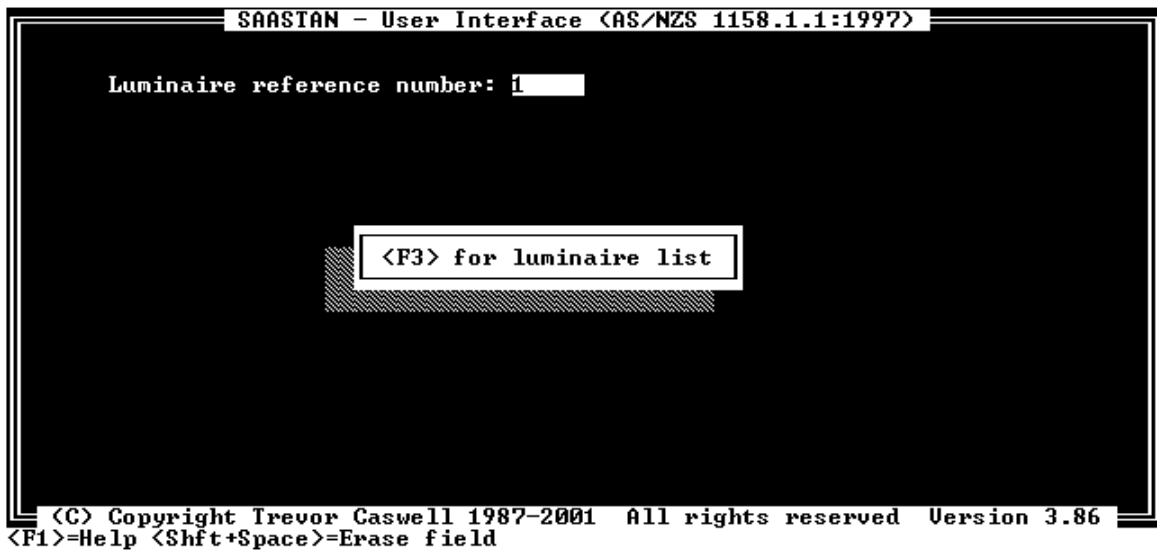 SAASTAN - User Interface (AS/NZS 1158.1.1:1997)
Luminaire reference number: 1
<F3> for luminaire list
(C) Copyright Trevor Caswell 1987-2001 All rights reserved Version 3.86
<F1>=Help <Shft+Space>=Erase field